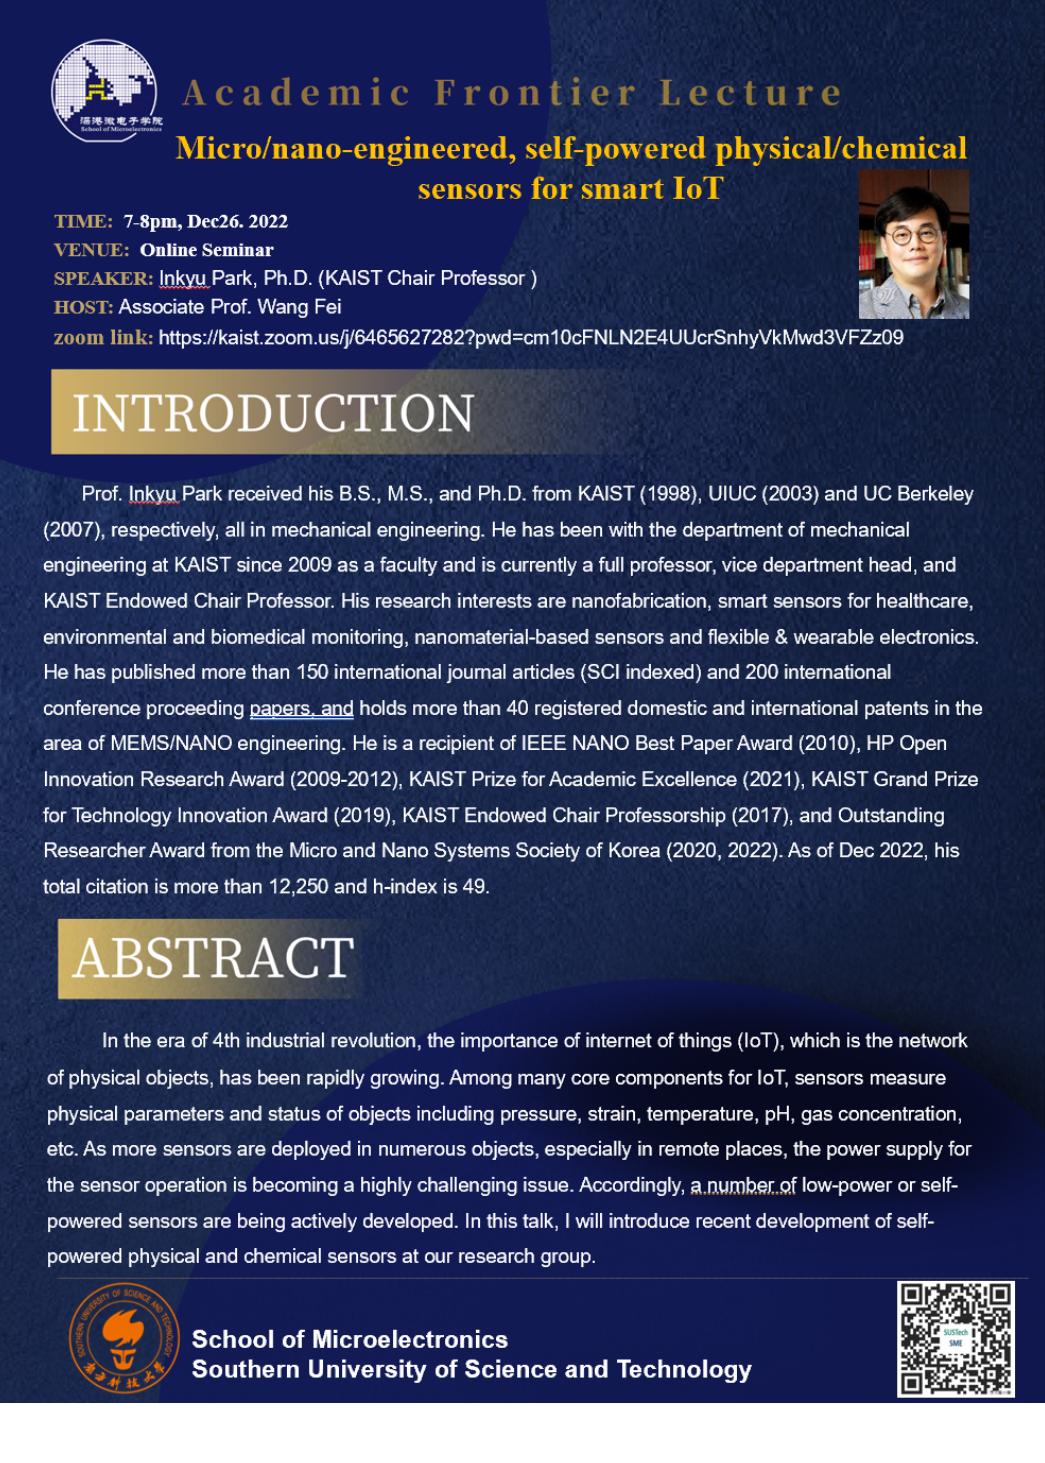 深港微电子学院
School of Microelectronics
Academic Frontier Lecture
Micro/nano-engineered, self-powered physical/chemical
sensors for smart IoT
TIME: 7-8pm, Dec26. 2022
VENUE: Online Seminar
SPEAKER: Inkyu Park, Ph.D. (KAIST Chair Professor )
HOST: Associate Prof. Wang Fei
zoom link: https://kaist.zoom.us/j/6465627282?pwd=cm10cFNLN2E4UUcrSnhyVkMwd3VFZz09
INTRODUCTION
Prof. Inkyu Park received his B.S., M.S., and Ph.D. from KAIST (1998), UIUC (2003) and UC Berkeley
(2007), respectively, all in mechanical engineering. He has been with the department of mechanical
engineering at KAIST since 2009 as a faculty and is currently a full professor, vice department head, and
KAIST Endowed Chair Professor. His research interests are nanofabrication, smart sensors for healthcare,
environmental and biomedical monitoring, nanomaterial-based sensors and flexible & wearable electronics.
He has published more than 150 international journal articles (SCI indexed) and 200 international
conference proceeding papers, and holds more than 40 registered domestic and international patents in the
area of MEMS/NANO engineering. He is a recipient of IEEE NANO Best Paper Award (2010), HP Open
Innovation Research Award (2009-2012), KAIST Prize for Academic Excellence (2021), KAIST Grand Prize
for Technology Innovation Award (2019), KAIST Endowed Chair Professorship (2017), and Outstanding
Researcher Award from the Micro and Nano Systems Society of Korea (2020, 2022). As of Dec 2022, his
total citation is more than 12,250 and h-index is 49.
ABSTRACT
In the era of 4th industrial revolution, the importance of internet of things (IoT), which is the network
of physical objects, has been rapidly growing. Among many core components for IoT, sensors measure
physical parameters and status of objects including pressure, strain, temperature, pH, gas concentration,
etc. As more sensors are deployed in numerous objects, especially in remote places, the power supply for
the sensor operation is becoming a highly challenging issue. Accordingly, a number of low-power or self-
powered sensors are being actively developed. In this talk, I will introduce recent development of self-
powered physical and chemical sensors at our research group.
SOUTHERN UNIVERSITY OF SCIENCE AND TECHNOLOGY
南方科技大学
School of Microelectronics
Southern University of Science and Technology
SUSTech
SME